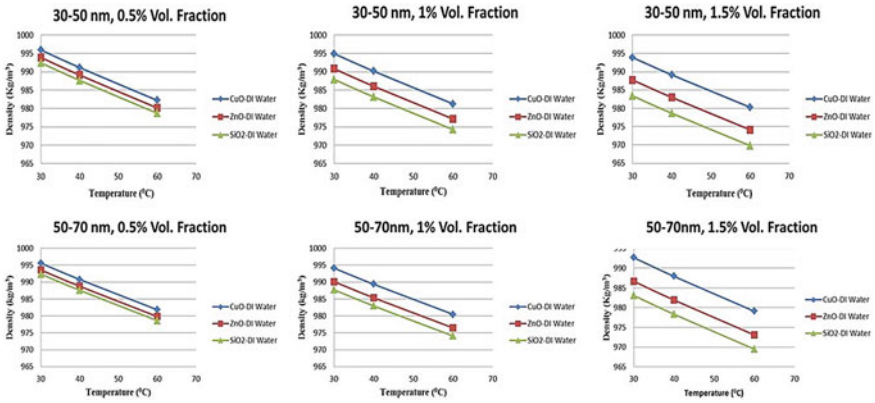 30-50 nm, 0.5% Vol. Fraction
1000
995
990
985
980
975
970
965
Density (Kg/m³)
30 40 50 60 70
Temperature (⁰C)
CuO-DI Water
ZnO-DI Water
SiO2-DI Water
30-50 nm, 1% Vol. Fraction
1000
995
990
985
980
975
970
965
Density (Kg/m³)
30 40 50 60 70
Temperature (⁰C)
CuO-DI Water
ZnO-DI Water
SiO2-DI Water
30-50 nm, 1.5% Vol. Fraction
1000
995
990
985
980
975
970
965
Density (Kg/m³)
30 40 50 60 70
Temperature (⁰C)
CuO-DI Water
ZnO-DI Water
SiO2-DI Water
50-70 nm, 0.5% Vol. Fraction
1000
995
990
985
980
975
970
965
Density (kg/m³)
30 40 50 60 70
Temperature (⁰C)
CuO-DI Water
ZnO-DI Water
SiO2-DI Water
50-70nm, 1% Vol. Fraction
1000
995
990
985
980
975
970
965
Density (Kg/m³)
30 40 50 60 70
Temperature (⁰C)
CuO-DI Water
ZnO-DI Water
SiO2-DI Water
50-70nm, 1.5% Vol. Fraction
990
985
980
975
970
965
Density (Kg/m³)
30 40 50 60 70
Temperature (⁰C)
CuO-DI Water
ZnO-DI Water
SiO2-DI Water